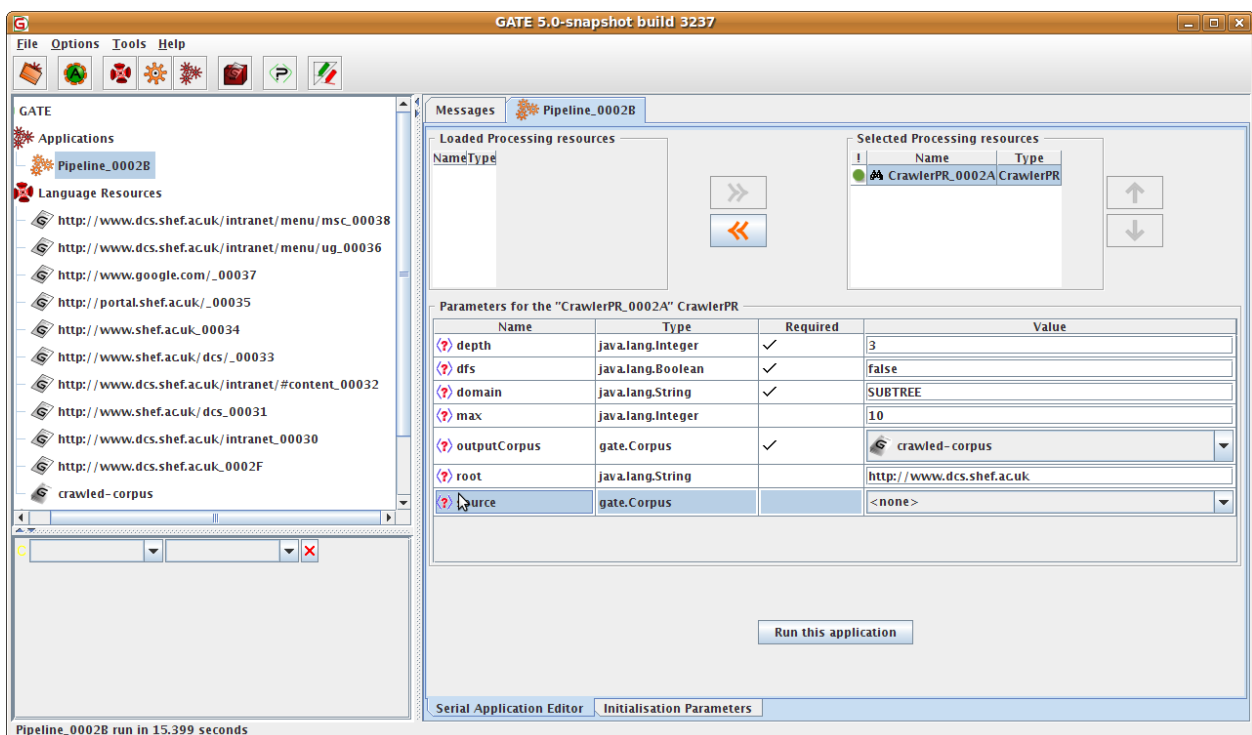 GATE 5.0-snapshot build 3237
File Options Tools Help
GATE
Applications
Pipeline_0002B
Language Resources
http://www.dcs.shef.ac.uk/intranet/menu/msc_00038
http://www.dcs.shef.ac.uk/intranet/menu/ug_00036
http://www.google.com/_00037
http://portal.shef.ac.uk/_00035
http://www.shef.ac.uk_00034
http://www.shef.ac.uk/dcs/_00033
http://www.dcs.shef.ac.uk/intranet/#content_00032
http://www.shef.ac.uk/dcs_00031
http://www.dcs.shef.ac.uk/intranet_00030
http://www.dcs.shef.ac.uk_0002F
crawled-corpus
C
Messages Pipeline_0002B
Loaded Processing resources
Name Type
Selected Processing resources
! Name Type
CrawlerPR_0002A CrawlerPR
Parameters for the "CrawlerPR_0002A" CrawlerPR
Name Type Required Value
<?> depth java.lang.Integer ✓ 3
<?> dfs java.lang.Boolean ✓ false
<?> domain java.lang.String ✓ SUBTREE
<?> max java.lang.Integer 10
<?> outputCorpus gate.Corpus ✓ crawled-corpus
<?> root java.lang.String http://www.dcs.shef.ac.uk
<?> source gate.Corpus <none>
Run this application
Serial Application Editor Initialisation Parameters
Pipeline_0002B run in 15.399 seconds